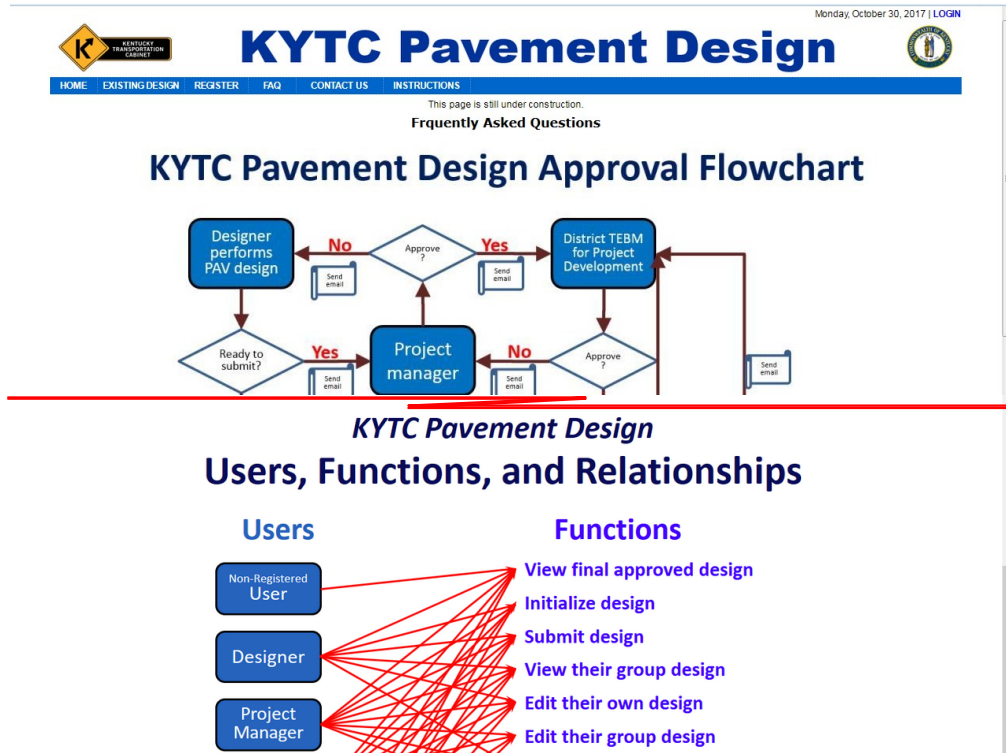 Monday, October 30, 2017 | LOGIN
KENTUCKY
TRANSPORTATION
CABINET
KYTC Pavement Design
HOME EXISTING DESIGN REGISTER FAQ CONTACT US INSTRUCTIONS
This page is still under construction.
Frquently Asked Questions
KYTC Pavement Design Approval Flowchart
Designer
performs
PAV design
No
Send
email
Approve
?
Yes
Send
email
District TEBM
for Project
Development
Ready to
submit?
Yes
Send
email
Project
manager
No
Send
email
Approve
?
Send
email
KYTC Pavement Design
Users, Functions, and Relationships
Users
Functions
Non-Registered
User
Designer
Project
Manager
View final approved design
Initialize design
Submit design
View their group design
Edit their own design
Edit their group design